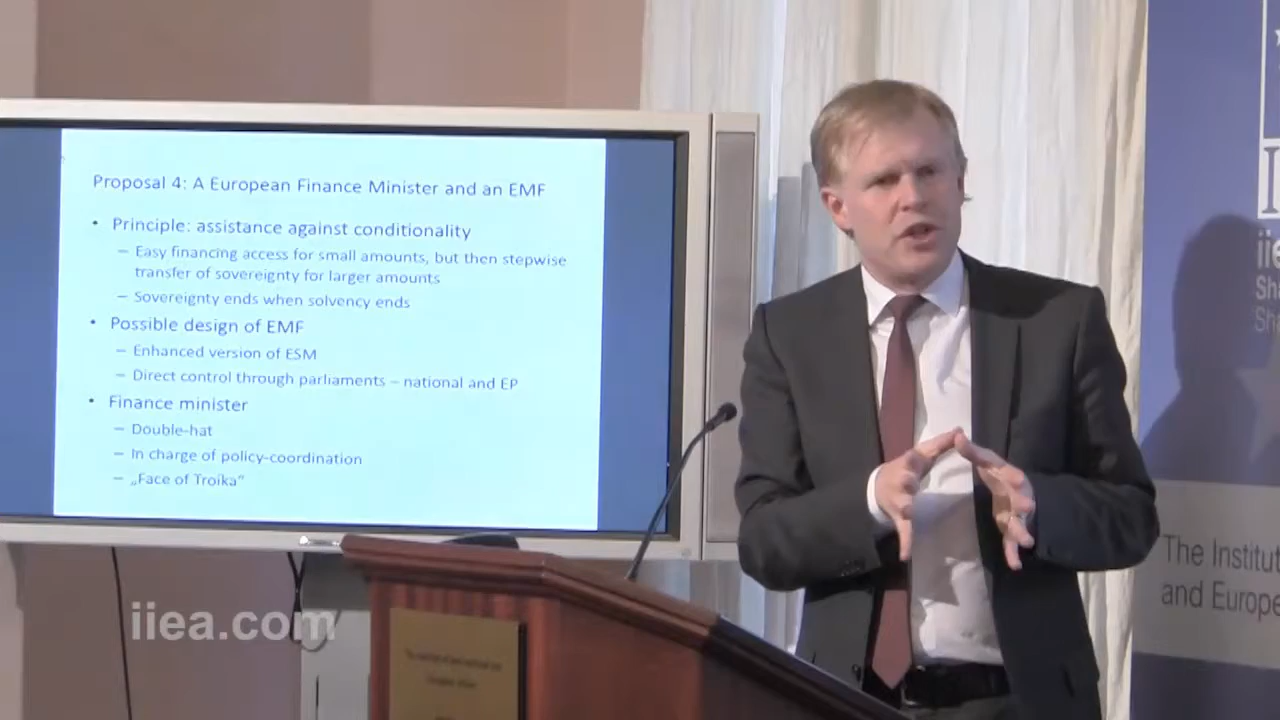 Proposal 4: A European Finance Minister and an EMF
• Principle: assistance against conditionality
– Easy financing access for small amounts, but then stepwise
transfer of sovereignty for larger amounts
– Sovereignty ends when solvency ends
• Possible design of EMF
– Enhanced version of ESM
– Direct control through parliaments – national and EP
• Finance minister
– Double-hat
– In charge of policy-coordination
– „Face of Troika“
iiea.com
iie
Sha
Sh
The Institut
and Europe